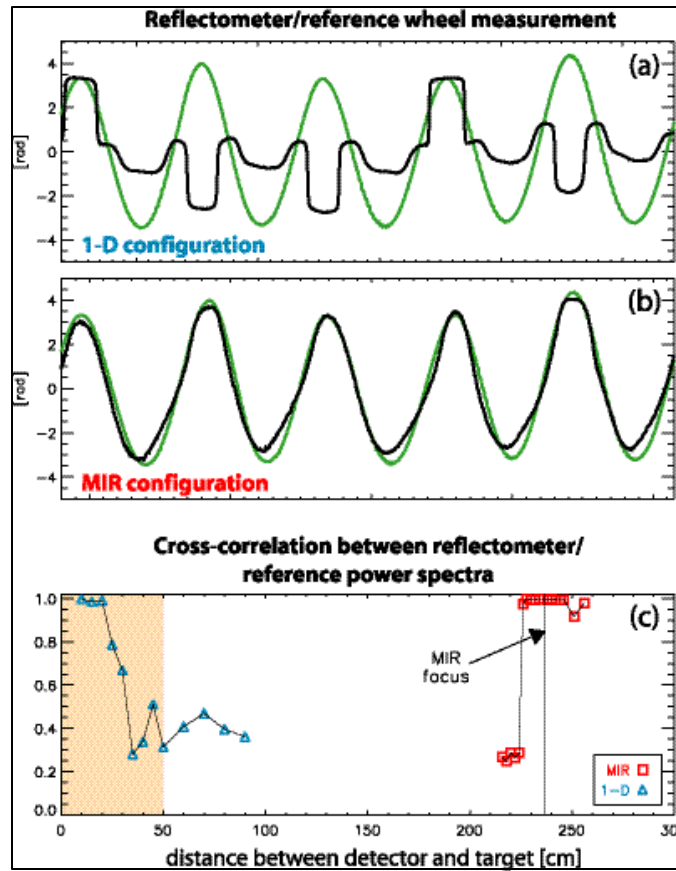 Reflectometer/reference wheel measurement
(a)
4
2
0
-2
-4
[rad]
1-D configuration
(b)
4
2
0
-2
-4
[rad]
MIR configuration
Cross-correlation between reflectometer/
reference power spectra
(c)
1.0
0.8
0.6
0.4
0.2
0.0
MIR
focus
MIR
1-D
0 50 100 150 200 250 30
distance between detector and target [cm]